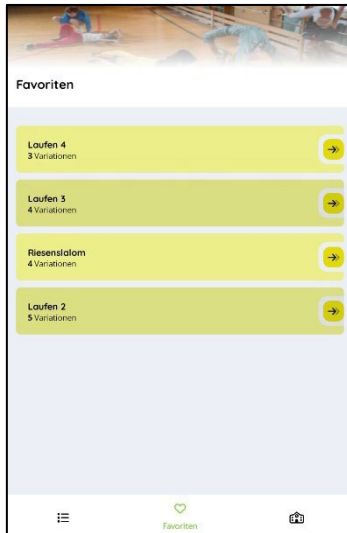 Favoriten
Laufen 4
3 Variationen
Laufen 3
4 Variationen
Riesenslalom
4 Variationen
Laufen 2
5 Variationen
Favoriten